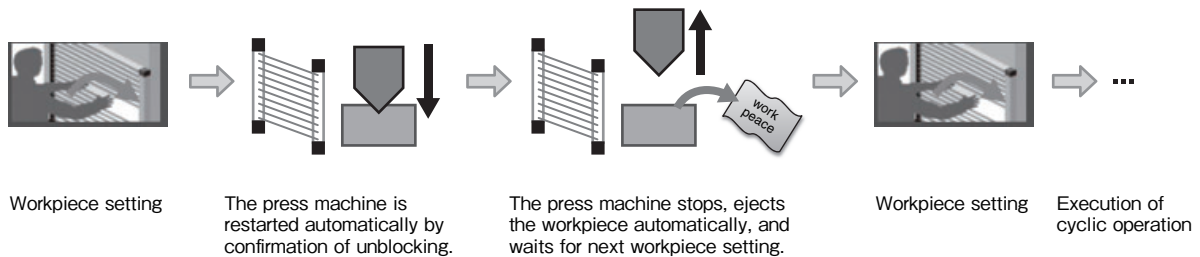 work
peace
Workpiece setting
The press machine is
restarted automatically by
confirmation of unblocking.
The press machine stops, ejects
the workpiece automatically, and
waits for next workpiece setting.
Workpiece setting
Execution of
cyclic operation